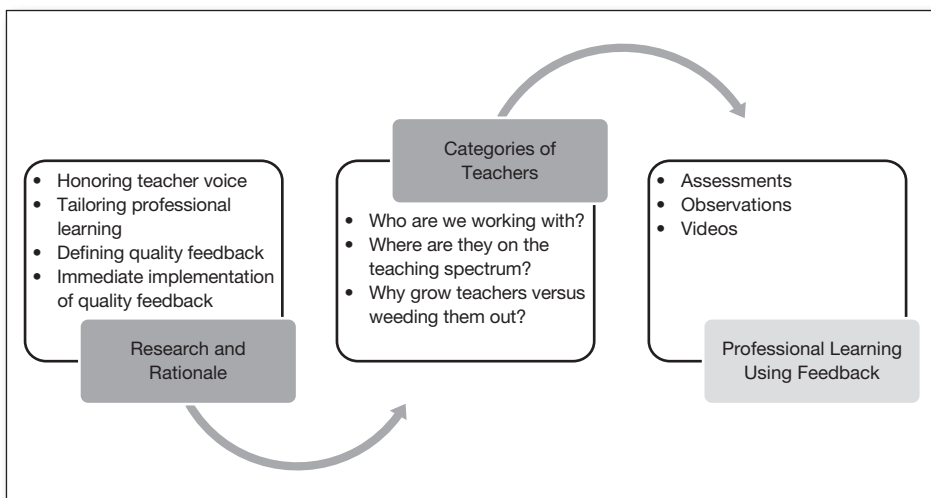 • Honoring teacher voice
• Tailoring professional
learning
• Defining quality feedback
• Immediate implementation
of quality feedback
Research and
Rationale
Categories of
Teachers
• Who are we working with?
• Where are they on the
teaching spectrum?
• Why grow teachers versus
weeding them out?
• Assessments
• Observations
• Videos
Professional Learning
Using Feedback